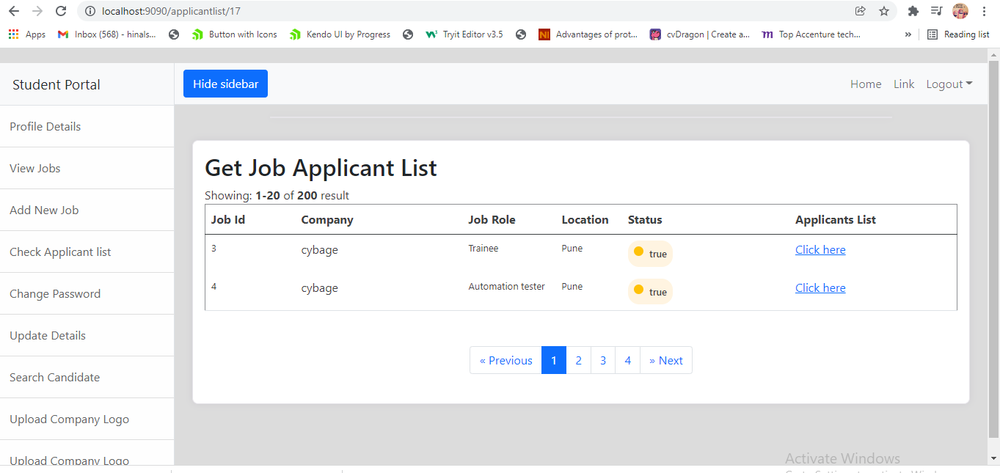 localhost:9090/applicantlist/17
Apps Inbox (568) - hinals... Button with Icons Kendo UI by Progress Tryit Editor v3.5 NI Advantages of prot... cvDragon | Create a... Top Accenture tech... » Reading list
Student Portal
Hide sidebar
Home Link Logout
Profile Details
View Jobs
Add New Job
Check Applicant list
Change Password
Update Details
Search Candidate
Upload Company Logo
Upload Company Logo
Get Job Applicant List
Showing: 1-20 of 200 result
Job Id Company Job Role Location Status Applicants List
3 cybage Trainee Pune true Click here
4 cybage Automation tester Pune true Click here
« Previous 1 2 3 4 » Next
Activate Windows